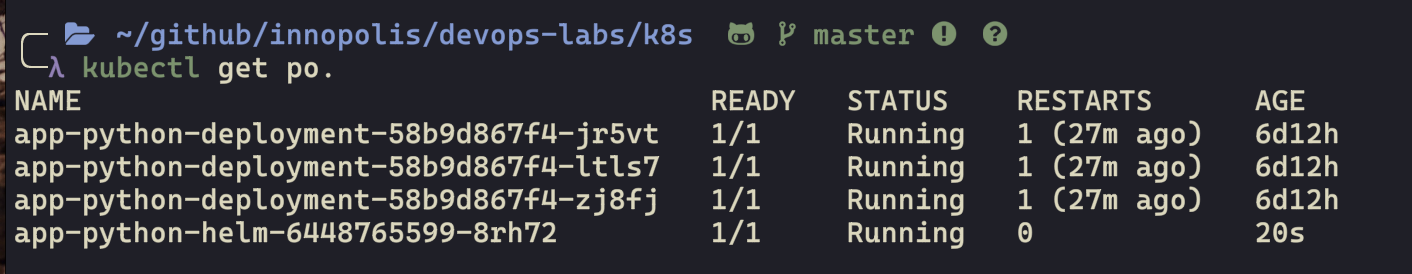 ~/github/innopolis/devops-labs/k8s master ! ?
λ kubectl get po.
NAME READY STATUS RESTARTS AGE
app-python-deployment-58b9d867f4-jr5vt 1/1 Running 1 (27m ago) 6d12h
app-python-deployment-58b9d867f4-ltls7 1/1 Running 1 (27m ago) 6d12h
app-python-deployment-58b9d867f4-zj8fj 1/1 Running 1 (27m ago) 6d12h
app-python-helm-6448765599-8rh72 1/1 Running 0 20s